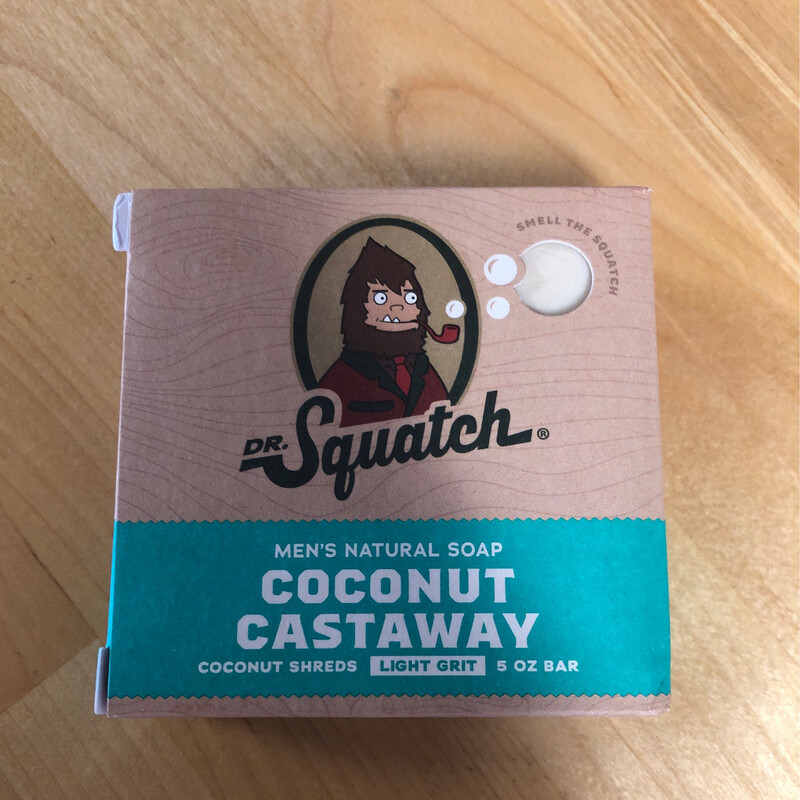 SMELL THE SQUATCH
DR. Squatch®
MEN'S NATURAL SOAP
COCONUT
CASTAWAY
COCONUT SHREDS LIGHT GRIT 5 OZ BAR